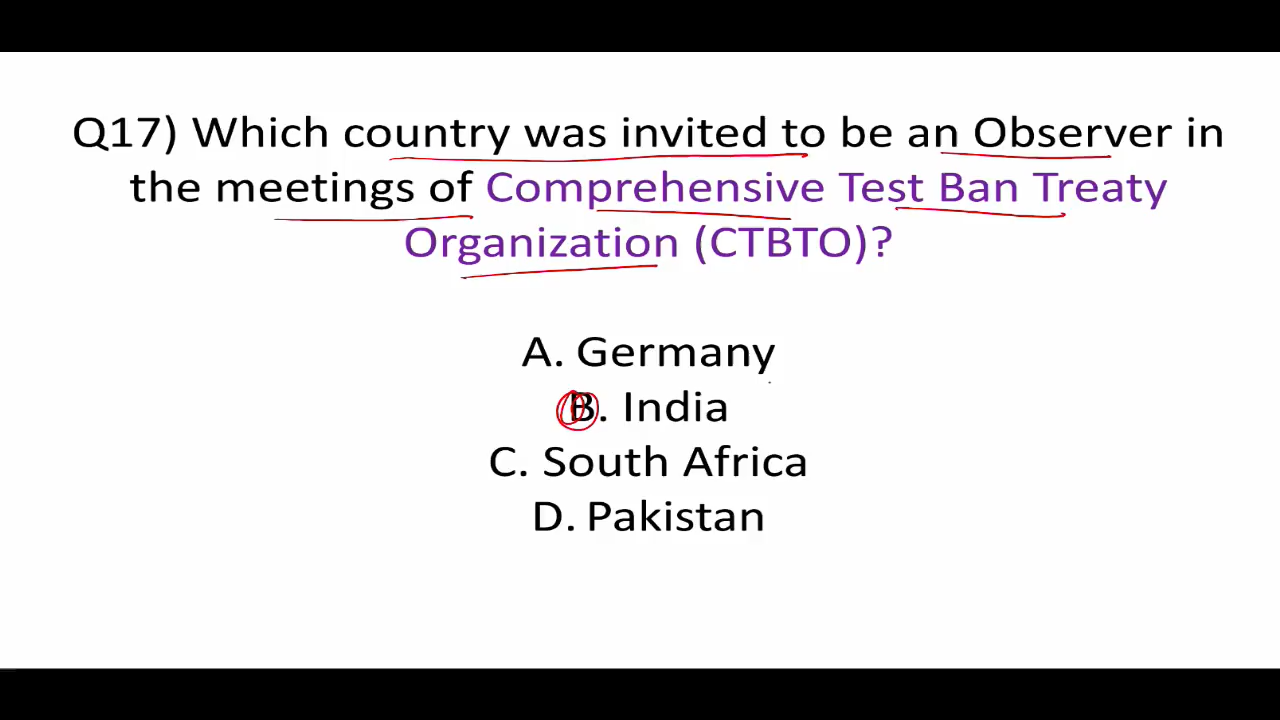 Q17) Which country was invited to be an Observer in
the meetings of Comprehensive Test Ban Treaty
Organization (CTBTO)?
A. Germany
B. India
C. South Africa
D. Pakistan